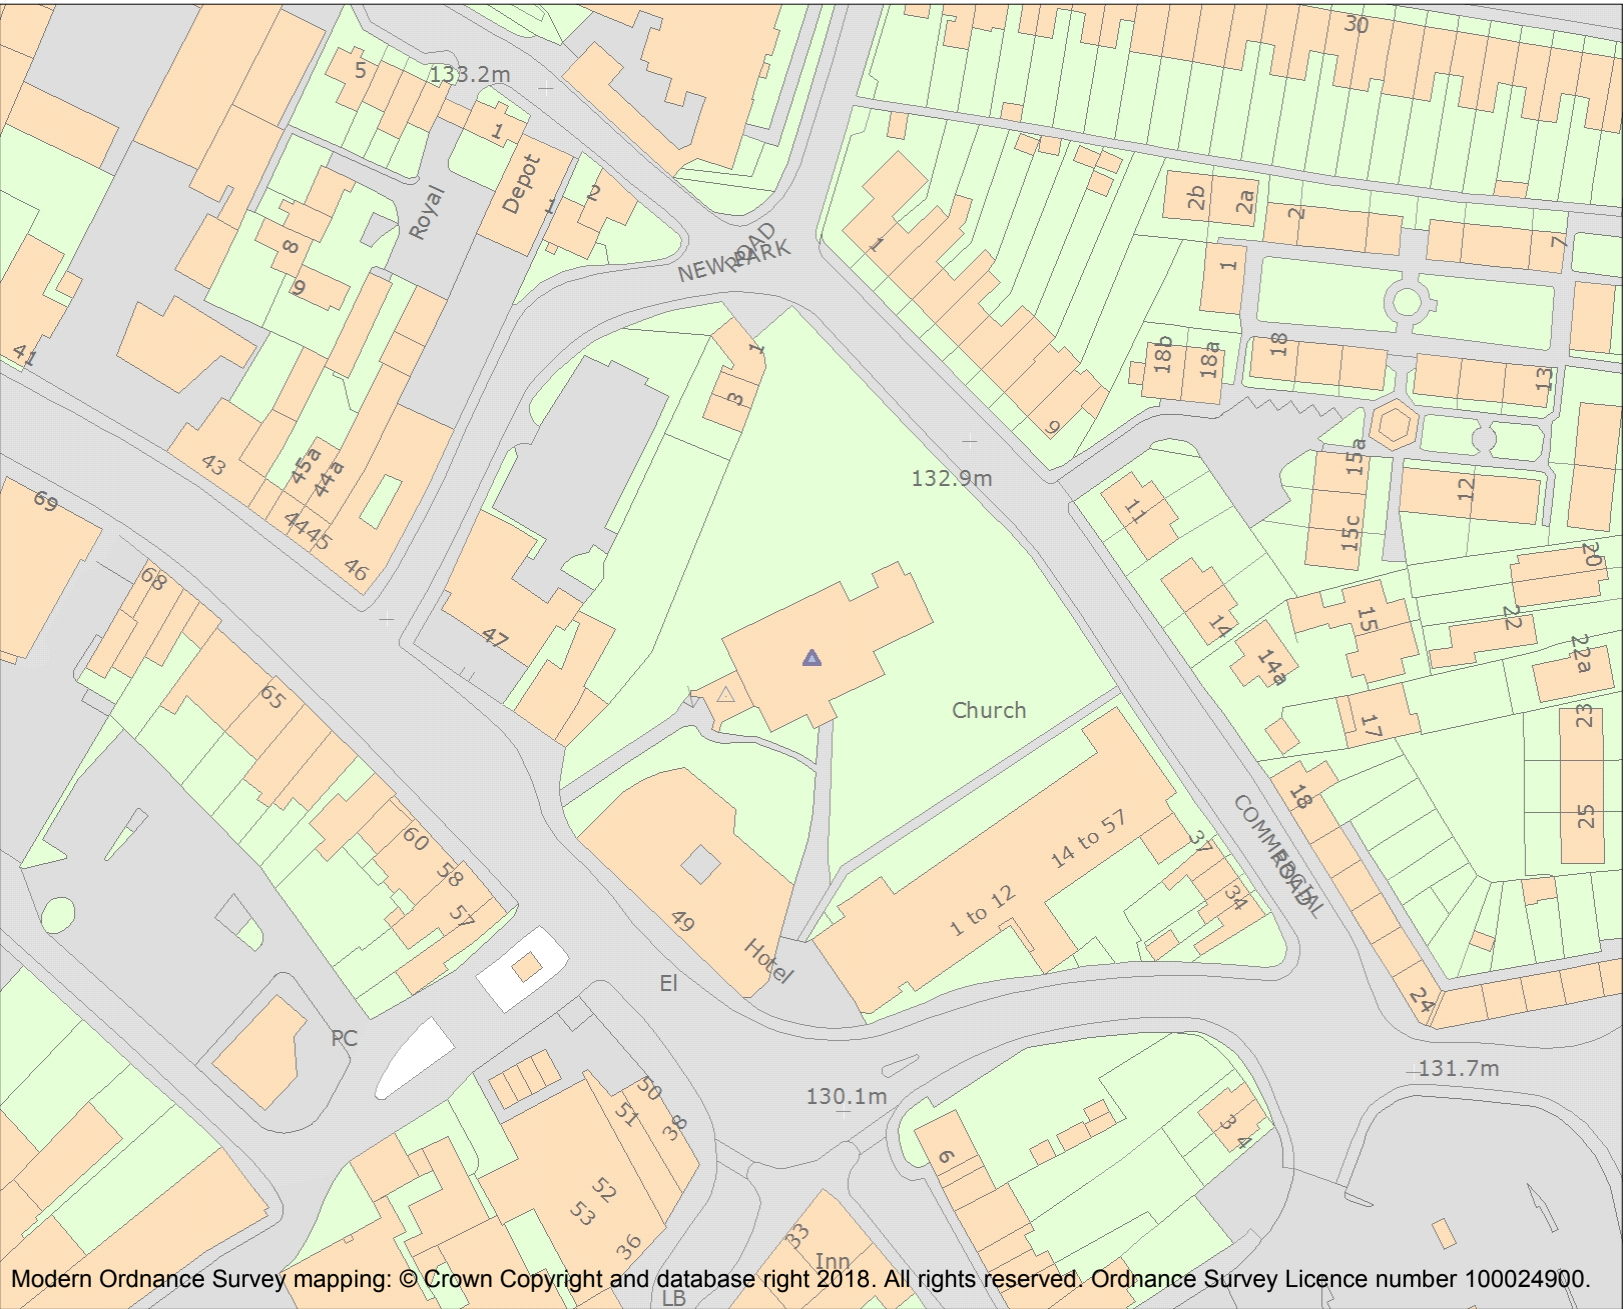 30
5
133.2m
1
Depot
1
2
Royal
8
9
NEW PARK
ROAD
1
2b
2a
2
7
1
41
1
3
18b
18a
18
13
9
43
45a
44a
132.9m
15a
12
15c
69
11
4445
46
20
68
47
14
15
22
14a
22a
65
Church
17
23
18
25
60
58
57
14 to 57
37
COMMERCIAL
ROAD
1 to 12
34
49
Hotel
El
24
PC
130.1m
131.7m
50
51
38
3 4
6
52
53
36
33
Inn
Modern Ordnance Survey mapping: © Crown Copyright and database right 2018. All rights reserved. Ordnance Survey Licence number 100024900.
LB